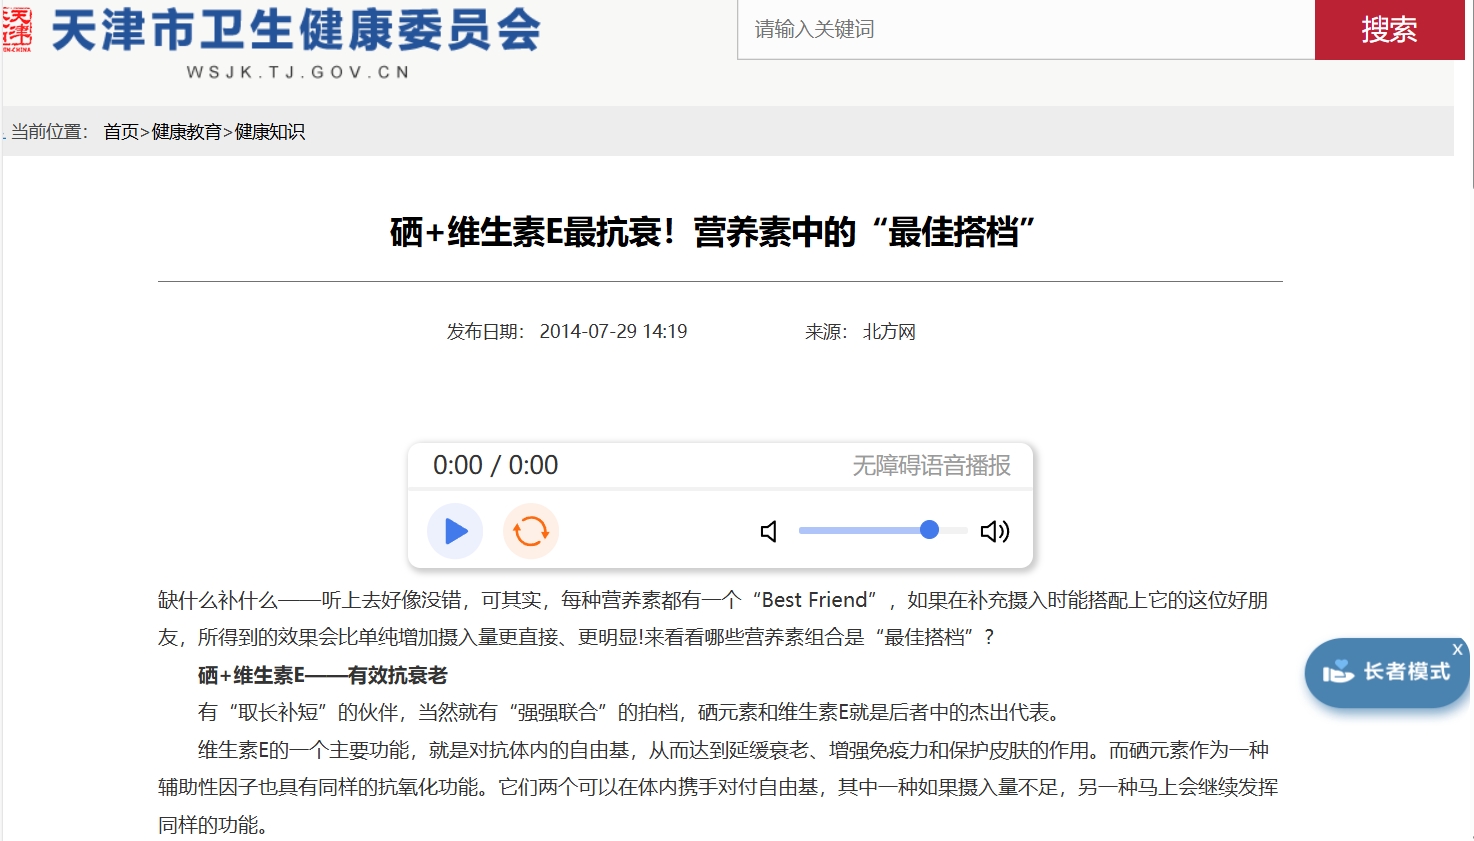 天津市卫生健康委员会
WSJK.TJ.GOV.CN
请输入关键词
搜索
当前位置： 首页>健康教育>健康知识
硒+维生素E最抗衰！营养素中的“最佳搭档”
发布日期： 2014-07-29 14:19 来源： 北方网
0:00 / 0:00 无障碍语音播报
缺什么补什么——听上去好像没错，可其实，每种营养素都有一个“Best Friend”，如果在补充摄入时能搭配上它的这位好朋
友，所得到的效果会比单纯增加摄入量更直接、更明显!来看看哪些营养素组合是“最佳搭档”?
x
长者模式
硒+维生素E——有效抗衰老
有“取长补短”的伙伴，当然就有“强强联合”的拍档，硒元素和维生素E就是后者中的杰出代表。
维生素E的一个主要功能，就是对抗体内的自由基，从而达到延缓衰老、增强免疫力和保护皮肤的作用。而硒元素作为一种
辅助性因子也具有同样的抗氧化功能。它们两个可以在体内携手对付自由基，其中一种如果摄入量不足，另一种马上会继续发挥
同样的功能。